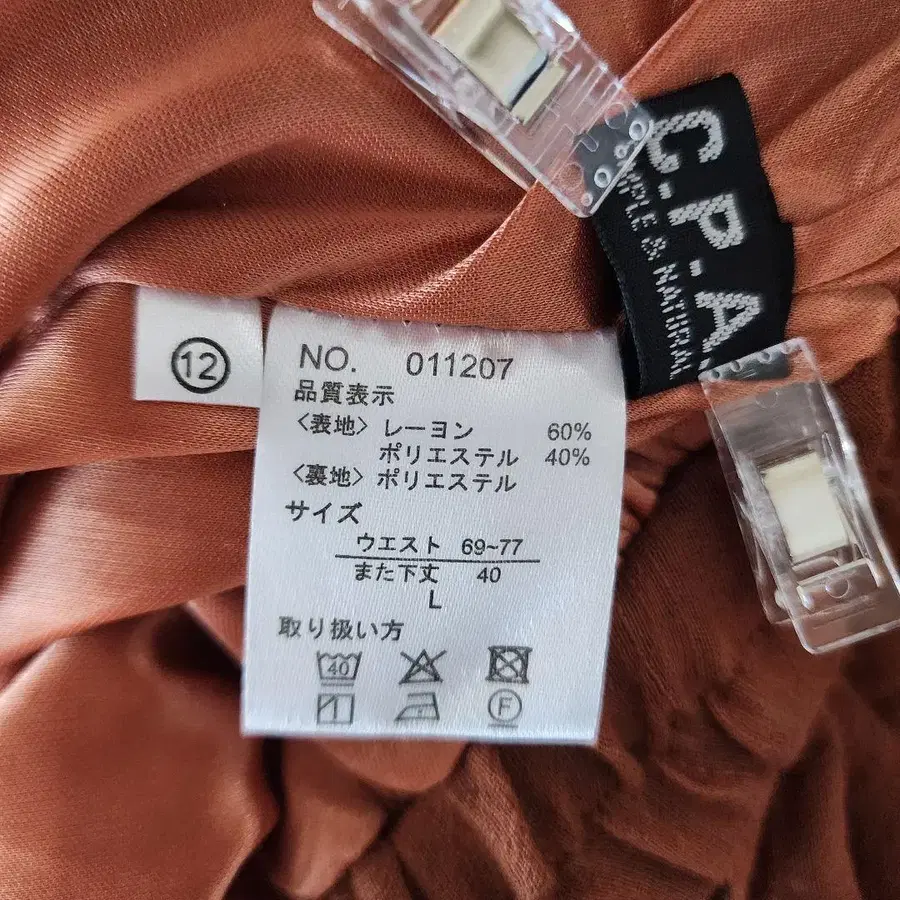 C-P-A
& NATURAL
12
NO. 011207
品質表示
〈表地〉レーヨン 60%
ポリエステル 40%
〈裏地〉ポリエステル
サイズ
ウエスト 69~77
また下丈 40
L
取り扱い方
40
F